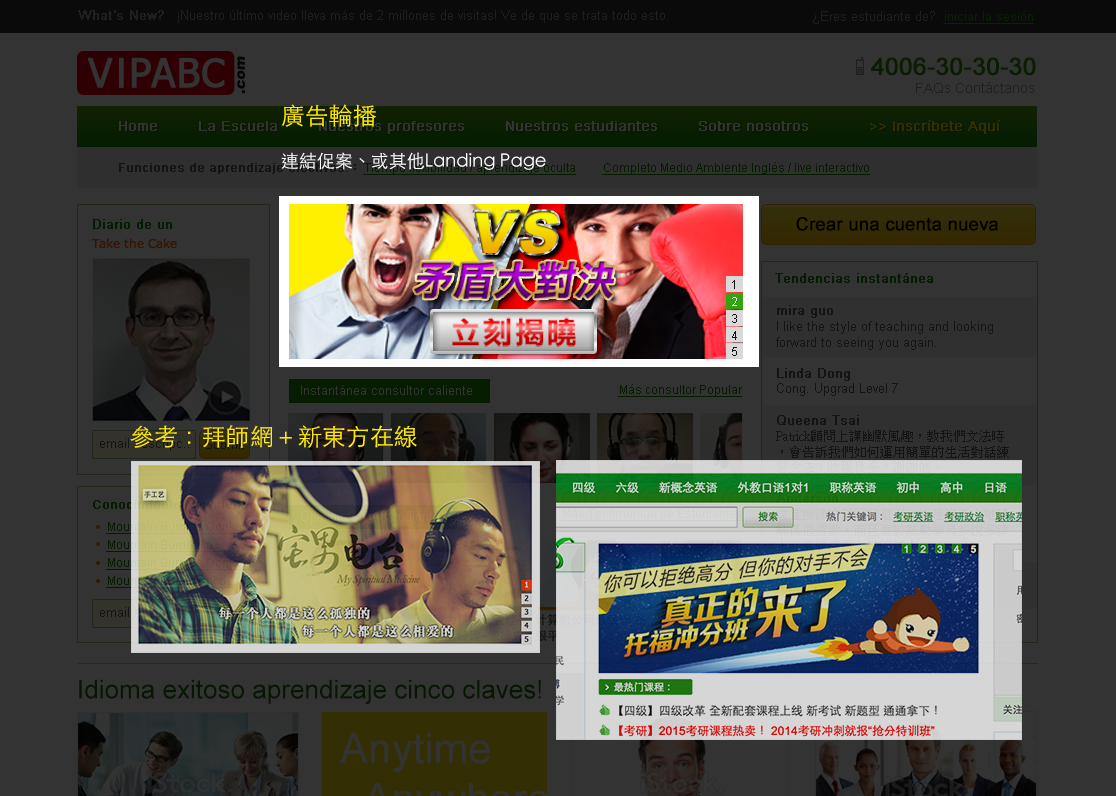 What's New? ¡Nuestro último video lleva más de 2 millones de visitas! Ve de que se trata todo esto.
¿Eres estudiante de? iniciar la sesión
VIPABC.com
4006-30-30-30
FAQs Contáctanos
廣告輪播
Home La Escuela Nuestros profesores Nuestros estudiantes Sobre nosotros >> Inscríbete Aquí
連結促案、或其他Landing Page
Funciones de aprendizaje
Completo Medio Ambiente Inglés / live interactivo
Diario de un
Take the Cake
VS
矛盾大對決
立刻揭曉
1
2
3
4
5
Crear una cuenta nueva
Tendencias instantánea
mira guo
I like the style of teaching and looking
forward to seeing you again.
Linda Dong
Cong. Upgrad Level 7
Queena Tsai
Patrick顧問上課幽默風趣，教我們文法時
，會告訴我們如何運用簡單的生活對話練
Instantánea consultor caliente
Más consultor Popular
參考：拜師網＋新東方在線
email
Conoc
email
手工艺
宅男电台
My Spiritual Medicine
每一个人都是这么孤独的
每一个人都是这么相爱的
1
2
3
4
5
四级 六级 新概念英语 外教口语1对1 职称英语 初中 高中 日语
搜索 热门关键词： 考研英语 考研政治 职称英
1 2 3 4 5
你可以拒绝高分 但你的对手不会
真正的来了
托福冲分班
最热门课程：
【四级】四级改革 全新配套课程上线 新考试 新题型 通通拿下！
【考研】2015考研课程热卖！ 2014考研冲刺就报“抢分特训班”
关注
Idioma exitoso aprendizaje cinco claves!
Anytime
Anywhere